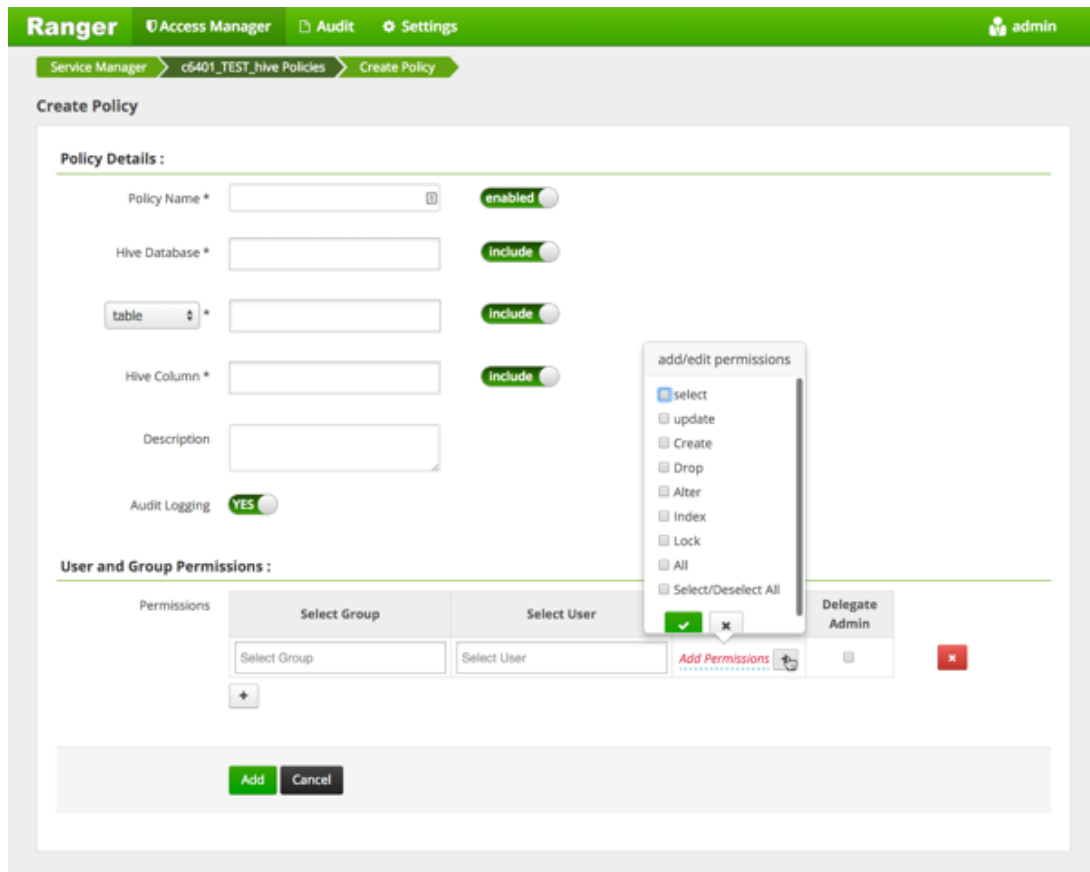 Ranger Access Manager Audit Settings admin
Service Manager c6401_TEST_hive Policies Create Policy
Create Policy
Policy Details :
Policy Name * enabled
Hive Database * include
table * include
Hive Column * include
Description
Audit Logging YES
add/edit permissions
select
update
Create
Drop
Alter
Index
Lock
All
Select/Deselect All
User and Group Permissions :
Permissions Select Group Select User Delegate
Admin
Select Group Select User Add Permissions
Add Cancel